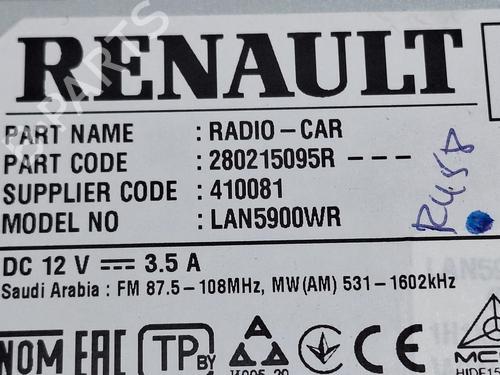 RENAULT
PART NAME : RADIO-CAR
PART CODE : 280215095R ---
SUPPLIER CODE : 410081
MODEL NO : LAN5900WR
R458
DC 12 V ⎓ 3.5 A
Saudi Arabia : FM 87.5-108MHz, MW(AM) 531-1602kHz
NOM EAC TP BY CE